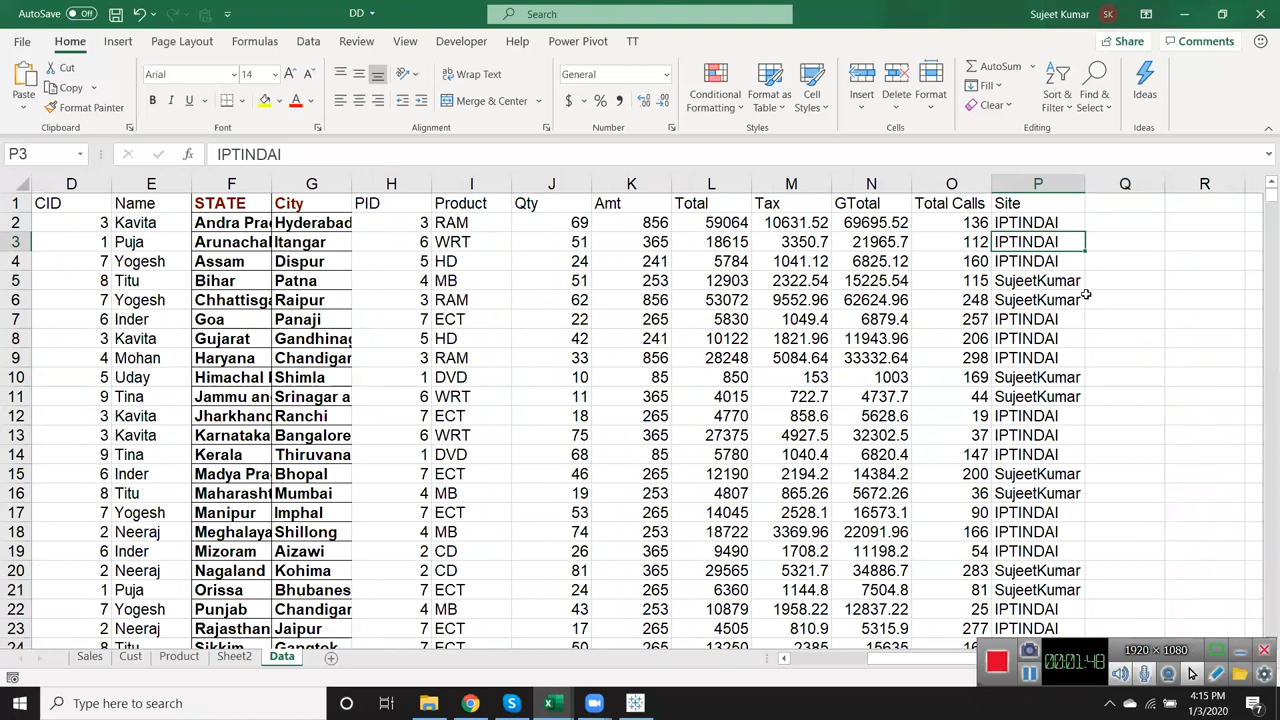 AutoSave Off DD Search Sujeet Kumar SK
File Home Insert Page Layout Formulas Data Review View Developer Help Power Pivot TT Share Comments
Paste Cut Copy Format Painter Arial 14 Wrap Text Merge & Center General Conditional Formatting Format as Table Cell Styles Insert Delete Format AutoSum Fill Clear Sort & Filter Find & Select Ideas
Clipboard Font Alignment Number Styles Cells Editing Ideas
P3 fx IPTINDAI
D E F G H I J K L M N O P Q R
1 CID Name STATE City PID Product Qty Amt Total Tax GTotal Total Calls Site
2 3 Kavita Andra Prad Hyderabad 3 RAM 69 856 59064 10631.52 69695.52 136 IPTINDAI
3 1 Puja Arunachal Itangar 6 WRT 51 365 18615 3350.7 21965.7 112 IPTINDAI
4 7 Yogesh Assam Dispur 5 HD 24 241 5784 1041.12 6825.12 160 IPTINDAI
5 8 Titu Bihar Patna 4 MB 51 253 12903 2322.54 15225.54 115 SujeetKumar
6 7 Yogesh Chhattisga Raipur 3 RAM 62 856 53072 9552.96 62624.96 248 SujeetKumar
7 6 Inder Goa Panaji 7 ECT 22 265 5830 1049.4 6879.4 257 IPTINDAI
8 3 Kavita Gujarat Gandhinag 5 HD 42 241 10122 1821.96 11943.96 206 IPTINDAI
9 4 Mohan Haryana Chandigar 3 RAM 33 856 28248 5084.64 33332.64 298 IPTINDAI
10 5 Uday Himachal Shimla 1 DVD 10 85 850 153 1003 169 SujeetKumar
11 9 Tina Jammu an Srinagar a 6 WRT 11 365 4015 722.7 4737.7 44 SujeetKumar
12 3 Kavita Jharkhand Ranchi 7 ECT 18 265 4770 858.6 5628.6 19 IPTINDAI
13 3 Kavita Karnataka Bangalore 6 WRT 75 365 27375 4927.5 32302.5 37 IPTINDAI
14 9 Tina Kerala Thiruvana 1 DVD 68 85 5780 1040.4 6820.4 147 IPTINDAI
15 6 Inder Madya Prad Bhopal 7 ECT 46 265 12190 2194.2 14384.2 200 SujeetKumar
16 8 Titu Maharasht Mumbai 4 MB 19 253 4807 865.26 5672.26 36 SujeetKumar
17 7 Yogesh Manipur Imphal 7 ECT 53 265 14045 2528.1 16573.1 90 IPTINDAI
18 2 Neeraj Meghalaya Shillong 4 MB 74 253 18722 3369.96 22091.96 166 IPTINDAI
19 6 Inder Mizoram Aizawi 2 CD 26 365 9490 1708.2 11198.2 54 IPTINDAI
20 2 Neeraj Nagaland Kohima 2 CD 81 365 29565 5321.7 34886.7 283 SujeetKumar
21 1 Puja Orissa Bhubanes 7 ECT 24 265 6360 1144.8 7504.8 81 SujeetKumar
22 7 Yogesh Punjab Chandigar 4 MB 43 253 10879 1958.22 12837.22 25 IPTINDAI
23 2 Neeraj Rajasthan Jaipur 7 ECT 17 265 4505 810.9 5315.9 277 IPTINDAI
24 8 Titu Sikkim Gangtok 7 ECT 50 265
Sales Cust Product Sheet2 Data
1920 × 1080
00:01:48
Type here to search
4:15 PM
1/3/2020